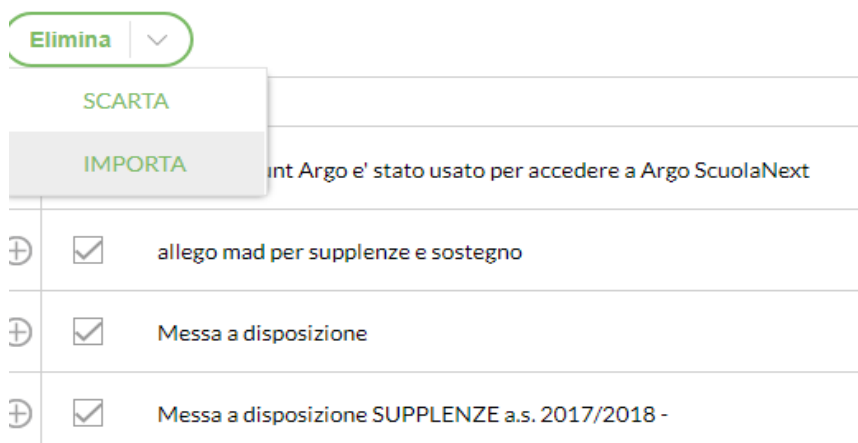 Elimina
SCARTA
IMPORTA
Argo e' stato usato per accedere a Argo ScuolaNext
allego mad per supplenze e sostegno
Messa a disposizione
Messa a disposizione SUPPLENZE a.s. 2017/2018 -